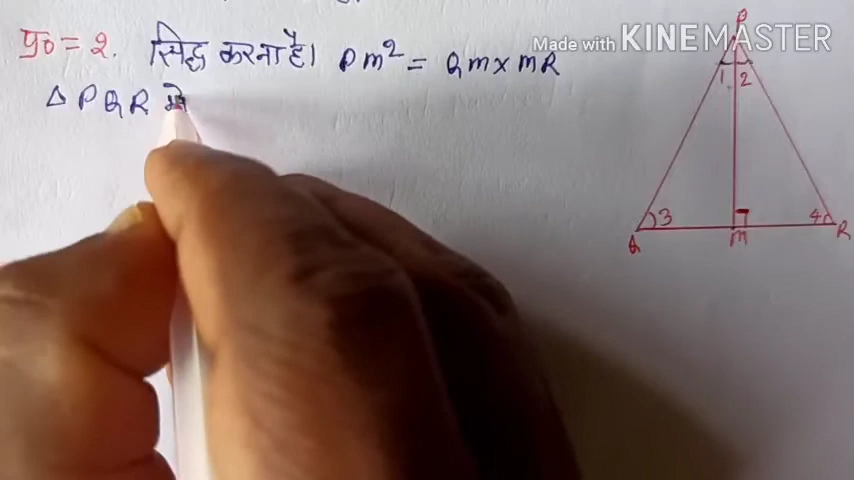 प्र० = 2. सिद्ध करना है। PM² = QM × MR
Δ PQR में
Made with KINEMASTER
P
1 2
3 4
Q M R